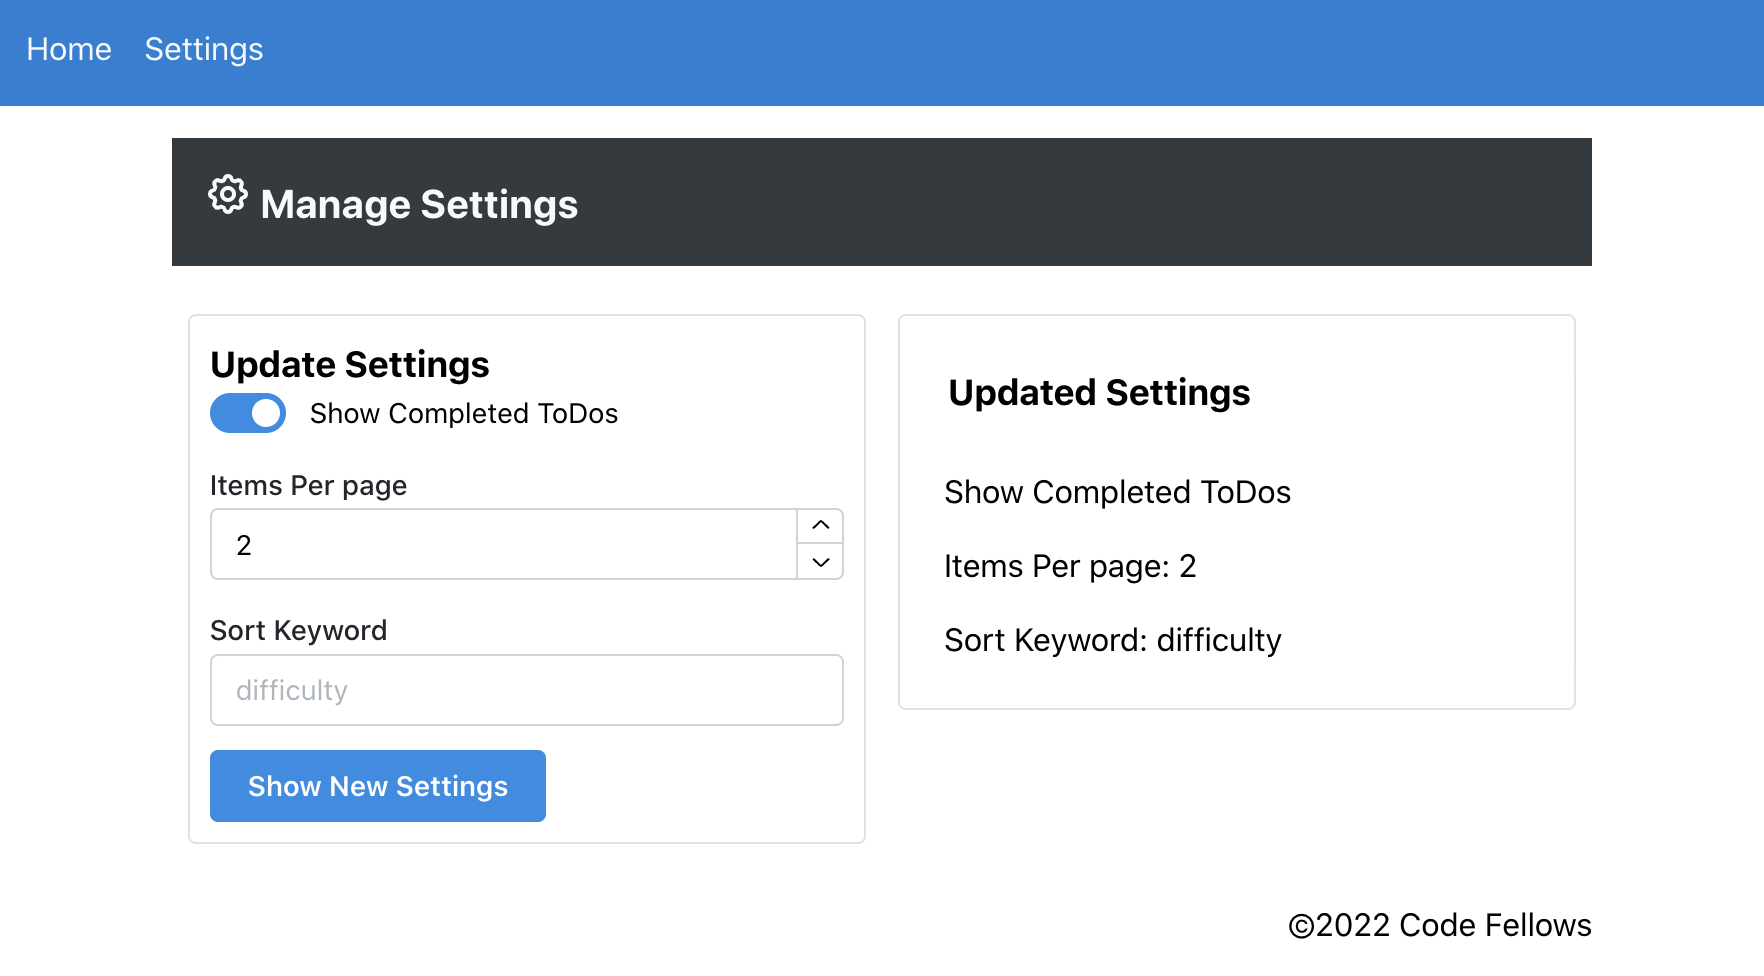 Home Settings
Manage Settings
Update Settings
Show Completed ToDos
Items Per page
2
Sort Keyword
difficulty
Show New Settings
Updated Settings
Show Completed ToDos
Items Per page: 2
Sort Keyword: difficulty
©2022 Code Fellows